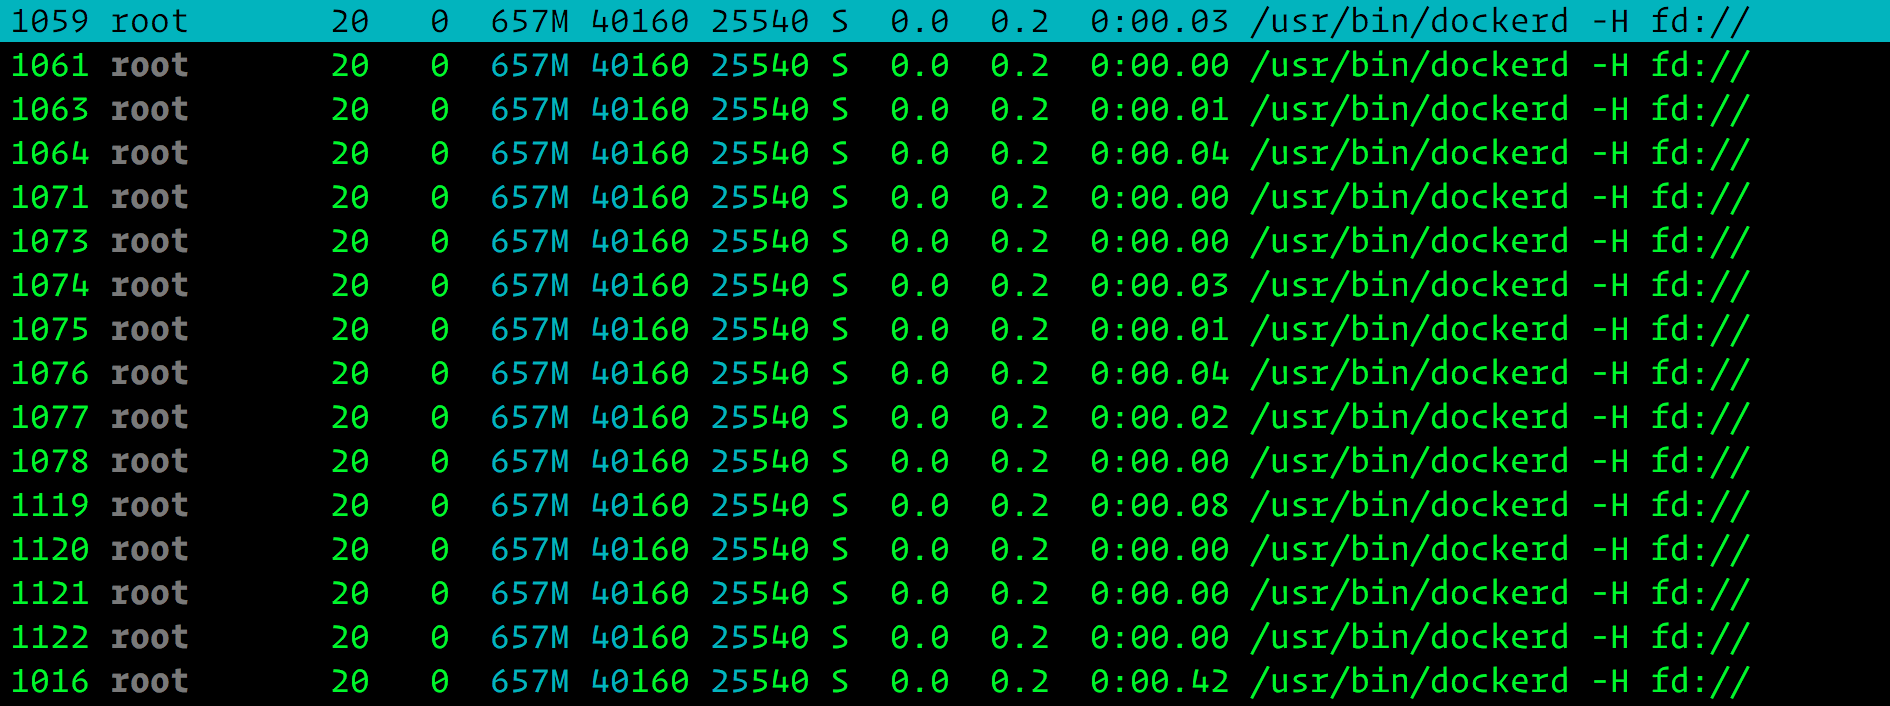 1059 root 20 0 657M 40160 25540 S 0.0 0.2 0:00.03 /usr/bin/dockerd -H fd://
1061 root 20 0 657M 40160 25540 S 0.0 0.2 0:00.00 /usr/bin/dockerd -H fd://
1063 root 20 0 657M 40160 25540 S 0.0 0.2 0:00.01 /usr/bin/dockerd -H fd://
1064 root 20 0 657M 40160 25540 S 0.0 0.2 0:00.04 /usr/bin/dockerd -H fd://
1071 root 20 0 657M 40160 25540 S 0.0 0.2 0:00.00 /usr/bin/dockerd -H fd://
1073 root 20 0 657M 40160 25540 S 0.0 0.2 0:00.00 /usr/bin/dockerd -H fd://
1074 root 20 0 657M 40160 25540 S 0.0 0.2 0:00.03 /usr/bin/dockerd -H fd://
1075 root 20 0 657M 40160 25540 S 0.0 0.2 0:00.01 /usr/bin/dockerd -H fd://
1076 root 20 0 657M 40160 25540 S 0.0 0.2 0:00.04 /usr/bin/dockerd -H fd://
1077 root 20 0 657M 40160 25540 S 0.0 0.2 0:00.02 /usr/bin/dockerd -H fd://
1078 root 20 0 657M 40160 25540 S 0.0 0.2 0:00.00 /usr/bin/dockerd -H fd://
1119 root 20 0 657M 40160 25540 S 0.0 0.2 0:00.08 /usr/bin/dockerd -H fd://
1120 root 20 0 657M 40160 25540 S 0.0 0.2 0:00.00 /usr/bin/dockerd -H fd://
1121 root 20 0 657M 40160 25540 S 0.0 0.2 0:00.00 /usr/bin/dockerd -H fd://
1122 root 20 0 657M 40160 25540 S 0.0 0.2 0:00.00 /usr/bin/dockerd -H fd://
1016 root 20 0 657M 40160 25540 S 0.0 0.2 0:00.42 /usr/bin/dockerd -H fd://